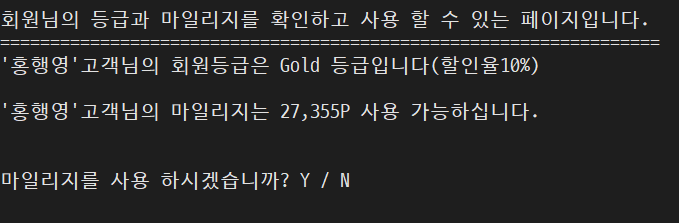 회원님의 등급과 마일리지를 확인하고 사용 할 수 있는 페이지입니다.
==================================================================
'홍행영'고객님의 회원등급은 Gold 등급입니다(할인율10%)
'홍행영'고객님의 마일리지는 27,355P 사용 가능하십니다.
마일리지를 사용 하시겠습니까? Y / N